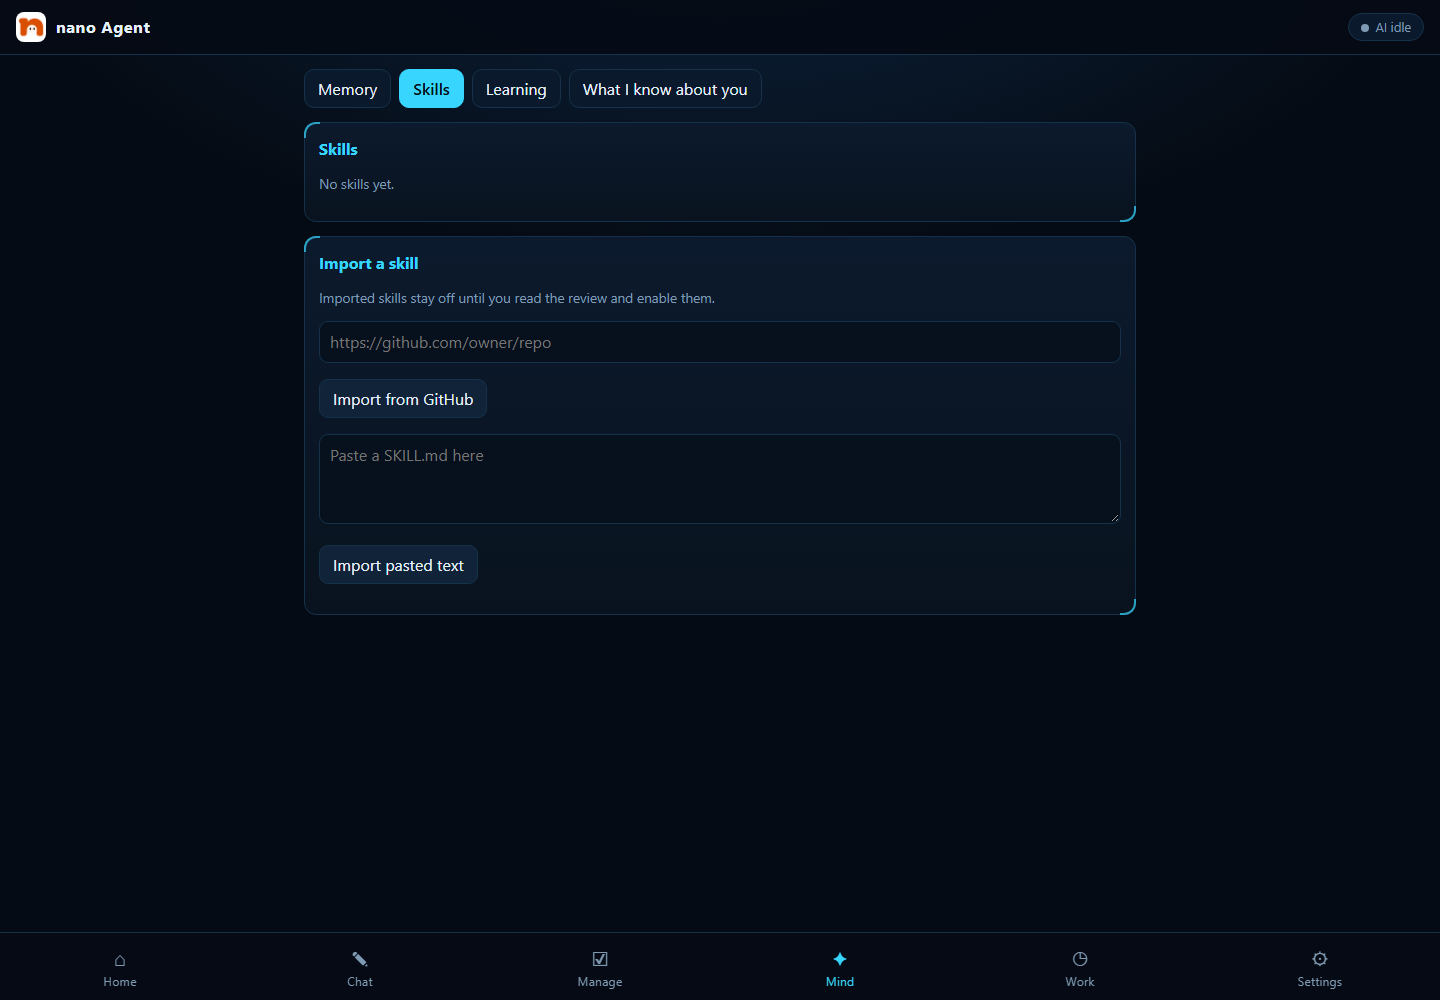 nano Agent
AI idle
Memory
Skills
Learning
What I know about you
Skills
No skills yet.
Import a skill
Imported skills stay off until you read the review and enable them.
https://github.com/owner/repo
Import from GitHub
Paste a SKILL.md here
Import pasted text
Home
Chat
Manage
Mind
Work
Settings